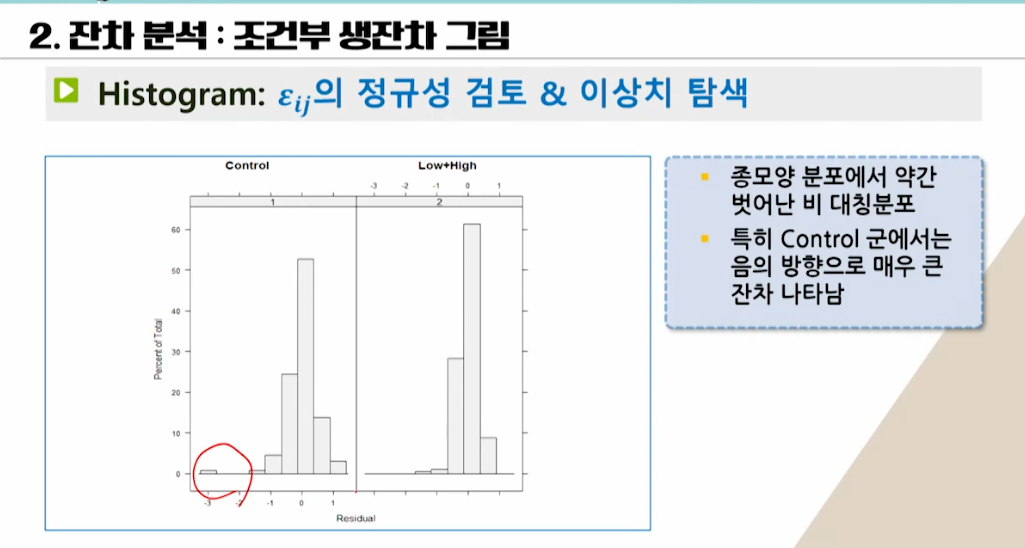 2. 잔차 분석 : 조건부 생잔차 그림
Histogram: εij의 정규성 검토 & 이상치 탐색
Control
Low+High
-3 -2 -1 0 1
1
2
60
50
40
30
20
10
0
Percent of Total
-3 -2 -1 0 1
Residual
종모양 분포에서 약간
벗어난 비 대칭분포
특히 Control 군에서는
음의 방향으로 매우 큰
잔차 나타남